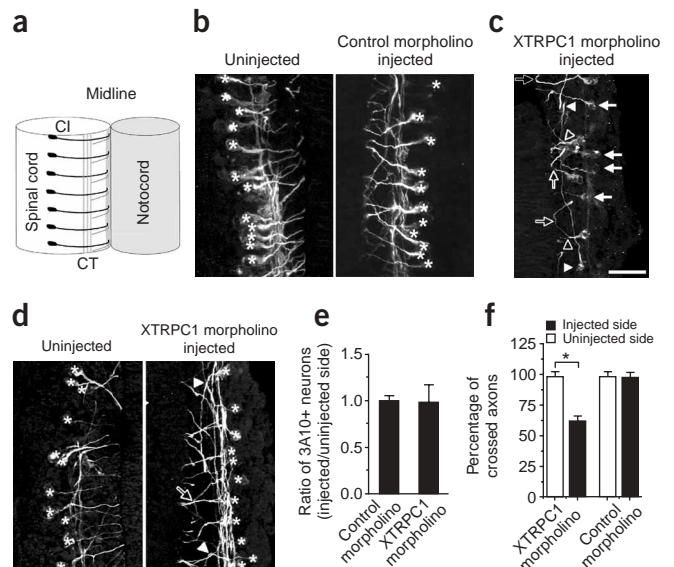 a
Midline
CI
Spinal cord
Notocord
CT
b
Uninjected
Control morpholino
injected
* * * * * * * * * * *
* * * * * * * * * * *
c
XTRPC1 morpholino
injected
d
Uninjected
XTRPC1 morpholino
injected
* * * * * * * * * * *
* * * * * * * * * * *
e
Ratio of 3A10+ neurons
(injected/uninjected side)
1.5
1.0
0.5
0.0
Control
morpholino
XTRPC1
morpholino
f
Injected side
Uninjected side
Percentage of
crossed axons
125
100
75
50
25
0
*
XTRPC1
morpholino
Control
morpholino